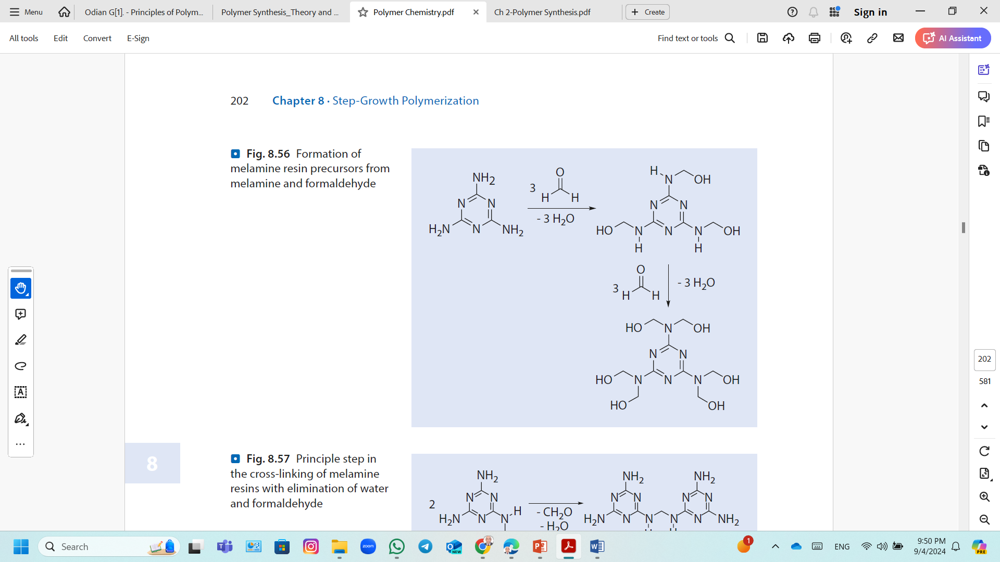 Menu
Odian G[1]. - Principles of Polym...
Polymer Synthesis_Theory and ...
Polymer Chemistry.pdf
Ch 2-Polymer Synthesis.pdf
Create
Sign in
All tools
Edit
Convert
E-Sign
Find text or tools
AI Assistant
202 Chapter 8 · Step-Growth Polymerization
Fig. 8.56 Formation of
melamine resin precursors from
melamine and formaldehyde
NH2
N N
N
H2N NH2
3
O
H H
- 3 H2O
H
N OH
N N
HO N N N OH
H H
3
O
H H
- 3 H2O
HO N OH
N N
HO N N N OH
HO OH
8
Fig. 8.57 Principle step in
the cross-linking of melamine
resins with elimination of water
and formaldehyde
2
NH2
N N
H
H2N N N
- CH2O
- H2O
NH2 NH2
N N N N
H2N N N N N NH2
202
581
Search
zoom
NEW
1
ENG
9:50 PM
9/4/2024
PRE